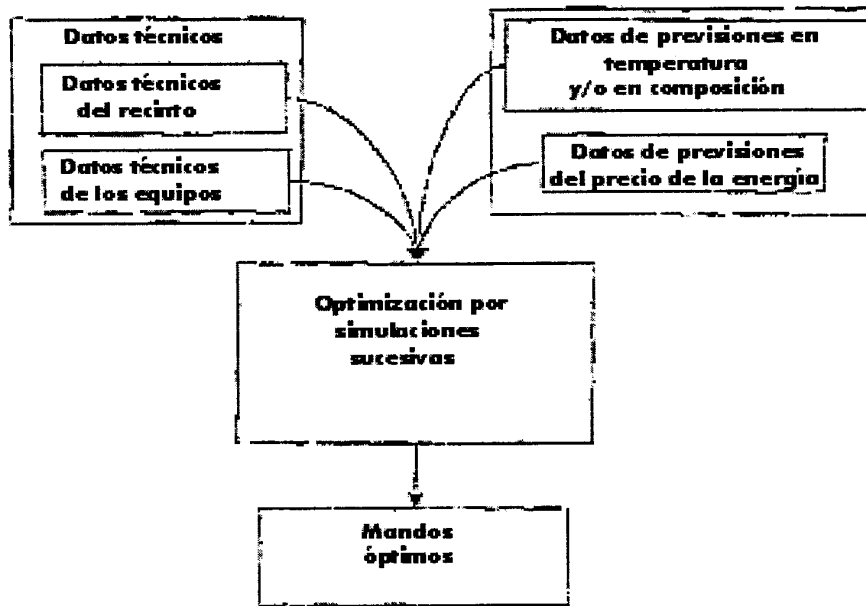 Datos técnicos
Datos técnicos
del recinto
Datos técnicos
de los equipos
Datos de previsiones en
temperatura
y/o en composición
Datos de previsiones
del precio de la energía
Optimización por
simulaciones
sucesivas
Mandos
óptimos